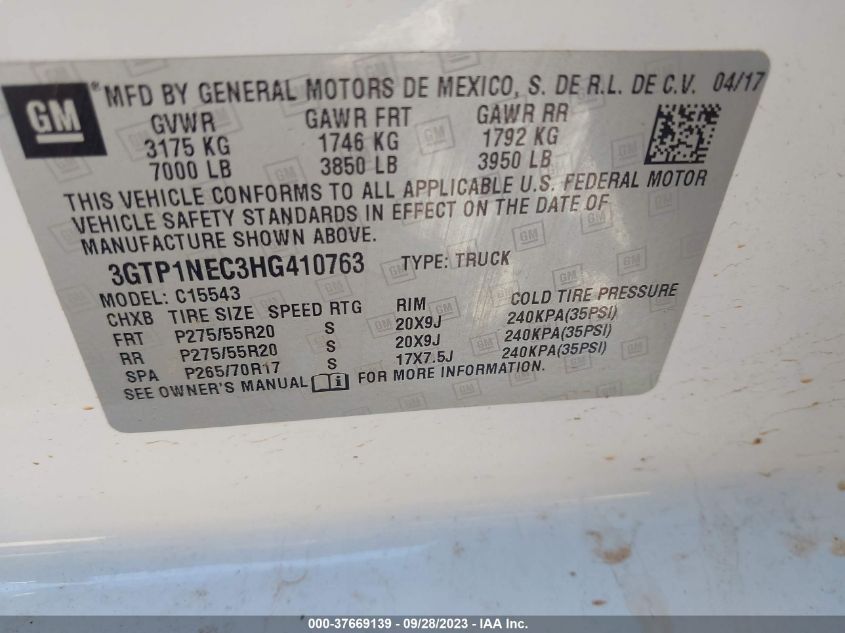 GM ® MFD BY GENERAL MOTORS DE MEXICO, S. DE R.L. DE C.V. 04/17
GVWR GAWR FRT GAWR RR
3175 KG 1746 KG 1792 KG
7000 LB 3850 LB 3950 LB
THIS VEHICLE CONFORMS TO ALL APPLICABLE U.S. FEDERAL MOTOR
VEHICLE SAFETY STANDARDS IN EFFECT ON THE DATE OF
MANUFACTURE SHOWN ABOVE.
3GTP1NEC3HG410763 TYPE: TRUCK
MODEL: C15543
CHXB TIRE SIZE SPEED RTG RIM COLD TIRE PRESSURE
FRT P275/55R20 S 20X9J 240KPA(35PSI)
RR P275/55R20 S 20X9J 240KPA(35PSI)
SPA P265/70R17 S 17X7.5J 240KPA(35PSI)
SEE OWNER'S MANUAL FOR MORE INFORMATION.
000-37669139 - 09/28/2023 - IAA Inc.